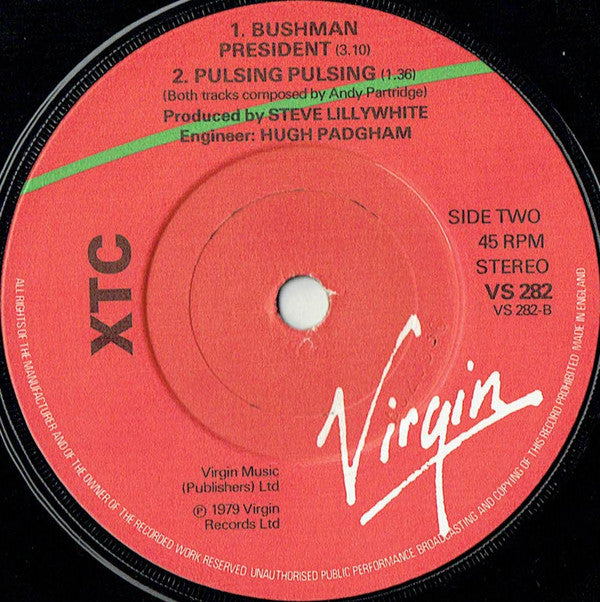 1. BUSHMAN
PRESIDENT (3.10)
2. PULSING PULSING (1.36)
(Both tracks composed by Andy Partridge)
Produced by STEVE LILLYWHITE
Engineer: HUGH PADGHAM
XTC
SIDE TWO
45 RPM
STEREO
VS 282
VS 282-B
Virgin
Virgin Music
(Publishers) Ltd
℗ 1979 Virgin
Records Ltd
ALL RIGHTS OF THE MANUFACTURER AND OF THE OWNER OF THE RECORDED WORK RESERVED. UNAUTHORISED PUBLIC PERFORMANCE BROADCASTING AND COPYING OF THIS RECORD PROHIBITED. MADE IN ENGLAND